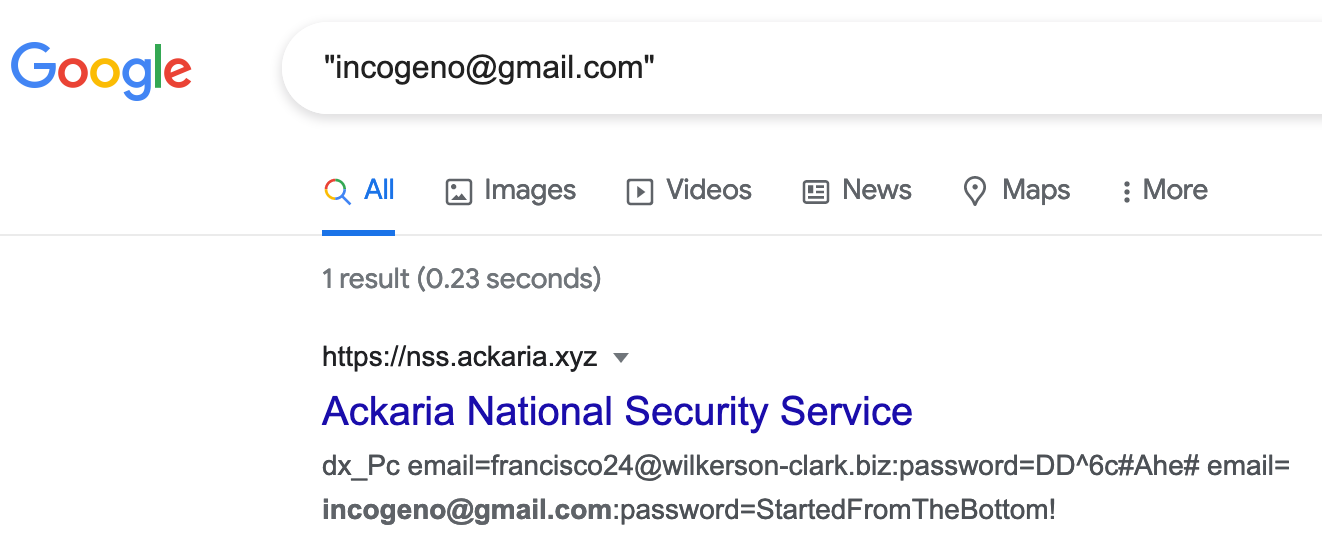 Google
"incogeno@gmail.com"
All Images Videos News Maps More
1 result (0.23 seconds)
https://nss.ackaria.xyz
Ackaria National Security Service
dx_Pc email=francisco24@wilkerson-clark.biz:password=DD^6c#Ahe# email=
incogeno@gmail.com:password=StartedFromTheBottom!